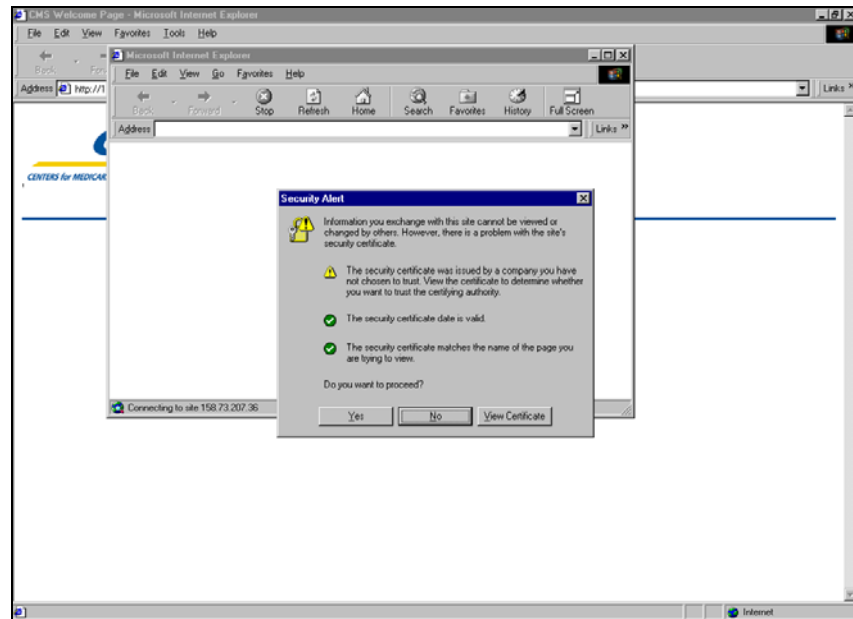 CMS Welcome Page - Microsoft Internet Explorer
File Edit View Favorites Tools Help
Back
Address http://1
Links »
CENTERS for MEDICAR
Microsoft Internet Explorer
File Edit View Go Favorites Help
Back Forward Stop Refresh Home Search Favorites History Full Screen
Address
Links »
Security Alert
Information you exchange with this site cannot be viewed or
changed by others. However, there is a problem with the site's
security certificate.
The security certificate was issued by a company you have
not chosen to trust. View the certificate to determine whether
you want to trust the certifying authority.
The security certificate date is valid.
The security certificate matches the name of the page you
are trying to view.
Do you want to proceed?
Yes No View Certificate
Connecting to site 158.73.207.36
Internet